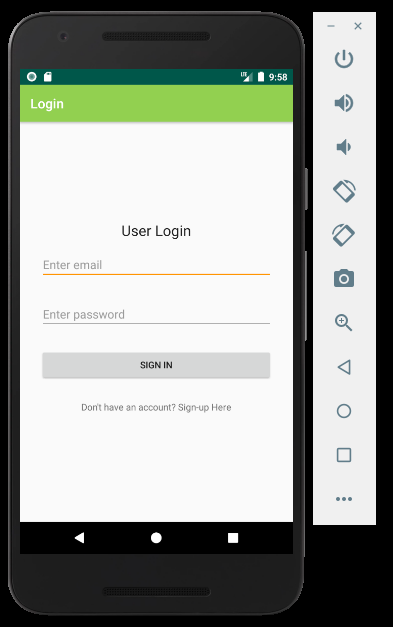 LTE 9:58
Login
User Login
Enter email
Enter password
SIGN IN
Don't have an account? Sign-up Here